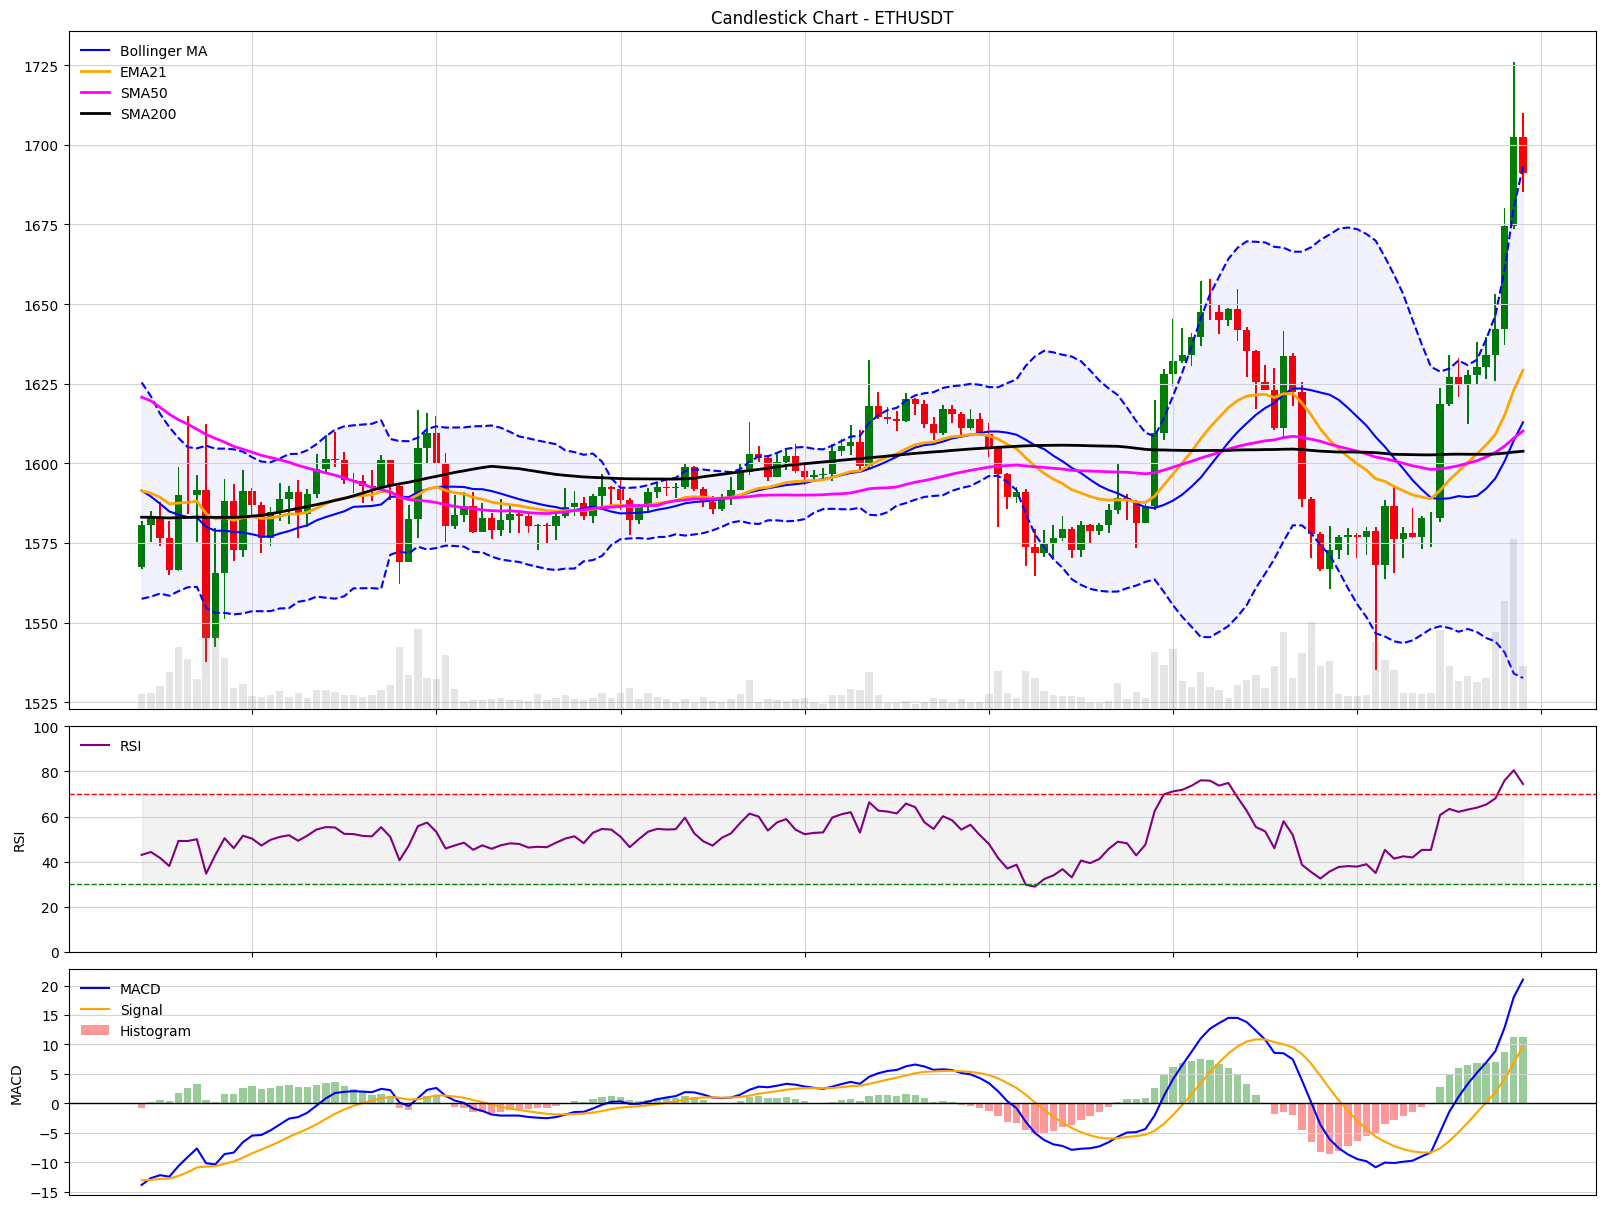 Candlestick Chart - ETHUSDT
Bollinger MA
EMA21
SMA50
SMA200
1725
1700
1675
1650
1625
1600
1575
1550
1525
RSI
100
80
60
40
20
0
RSI
MACD
Signal
Histogram
20
15
10
5
0
−5
−10
−15
MACD